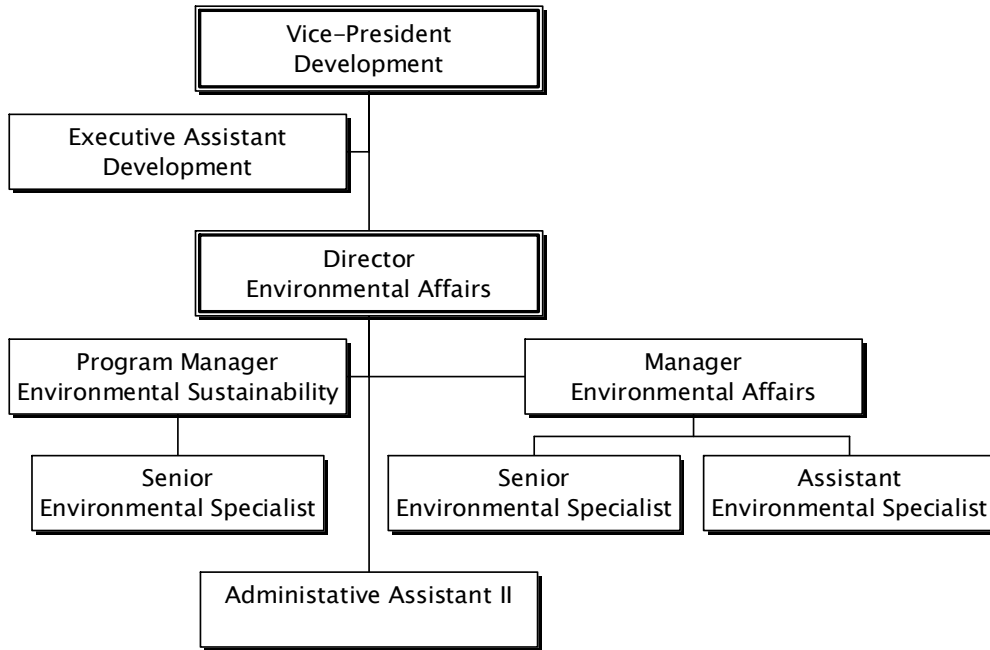 Vice-President
Development
Executive Assistant
Development
Director
Environmental Affairs
Program Manager
Environmental Sustainability
Manager
Environmental Affairs
Senior
Environmental Specialist
Senior
Environmental Specialist
Assistant
Environmental Specialist
Administative Assistant II